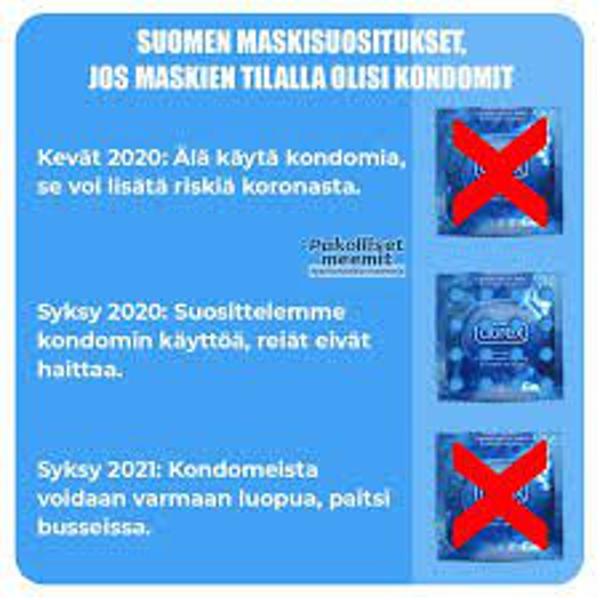 SUOMEN MASKISUOSITUKSET,
JOS MASKIEN TILALLA OLISI KONDOMIT
Kevät 2020: Älä käytä kondomia,
se voi lisätä riskiä koronasta.
Pakolliset
meemit
Syksy 2020: Suosittelemme
kondomin käyttöä, reiät eivät
haittaa.
durex
Syksy 2021: Kondomeista
voidaan varmaan luopua, paitsi
busseissa.